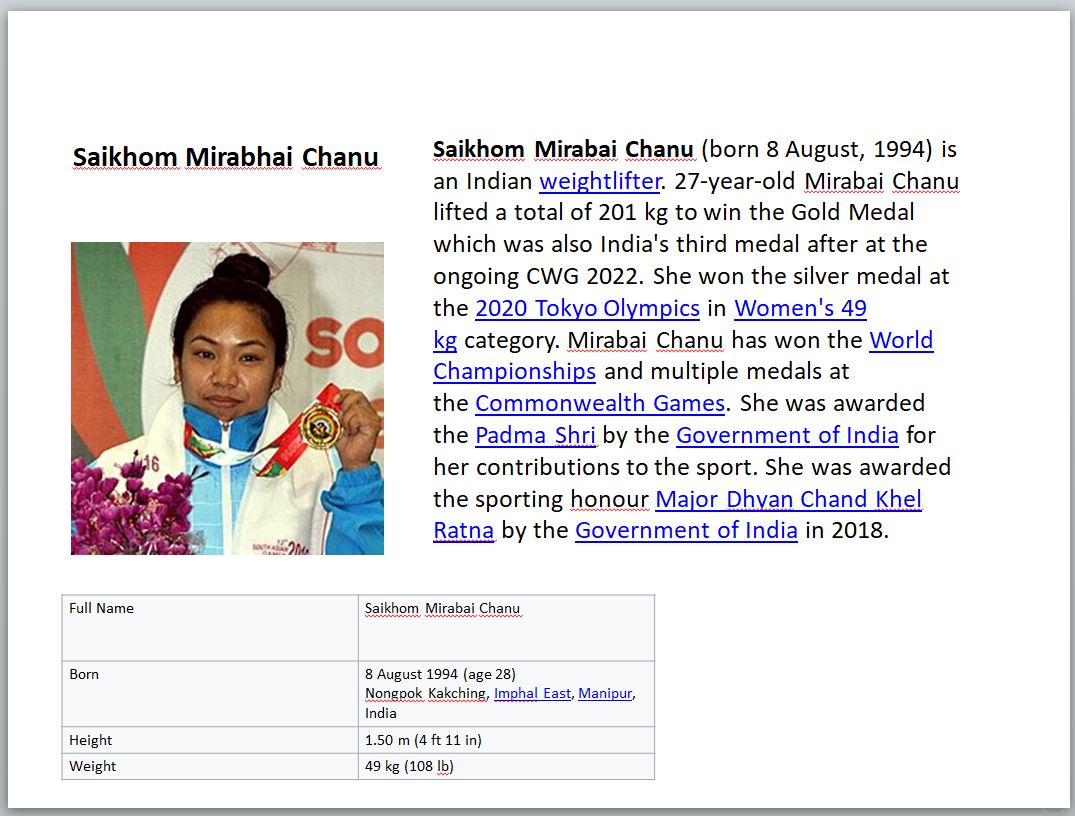 Saikhom Mirabhai Chanu
Saikhom Mirabai Chanu (born 8 August, 1994) is
an Indian weightlifter. 27-year-old Mirabai Chanu
lifted a total of 201 kg to win the Gold Medal
which was also India's third medal after at the
ongoing CWG 2022. She won the silver medal at
the 2020 Tokyo Olympics in Women's 49
kg category. Mirabai Chanu has won the World
Championships and multiple medals at
the Commonwealth Games. She was awarded
the Padma Shri by the Government of India for
her contributions to the sport. She was awarded
the sporting honour Major Dhyan Chand Khel
Ratna by the Government of India in 2018.
SO
16
SOUTH ASIAN
Full Name Saikhom Mirabai Chanu
Born 8 August 1994 (age 28)
Nongpok Kakching, Imphal East, Manipur,
India
Height 1.50 m (4 ft 11 in)
Weight 49 kg (108 lb)